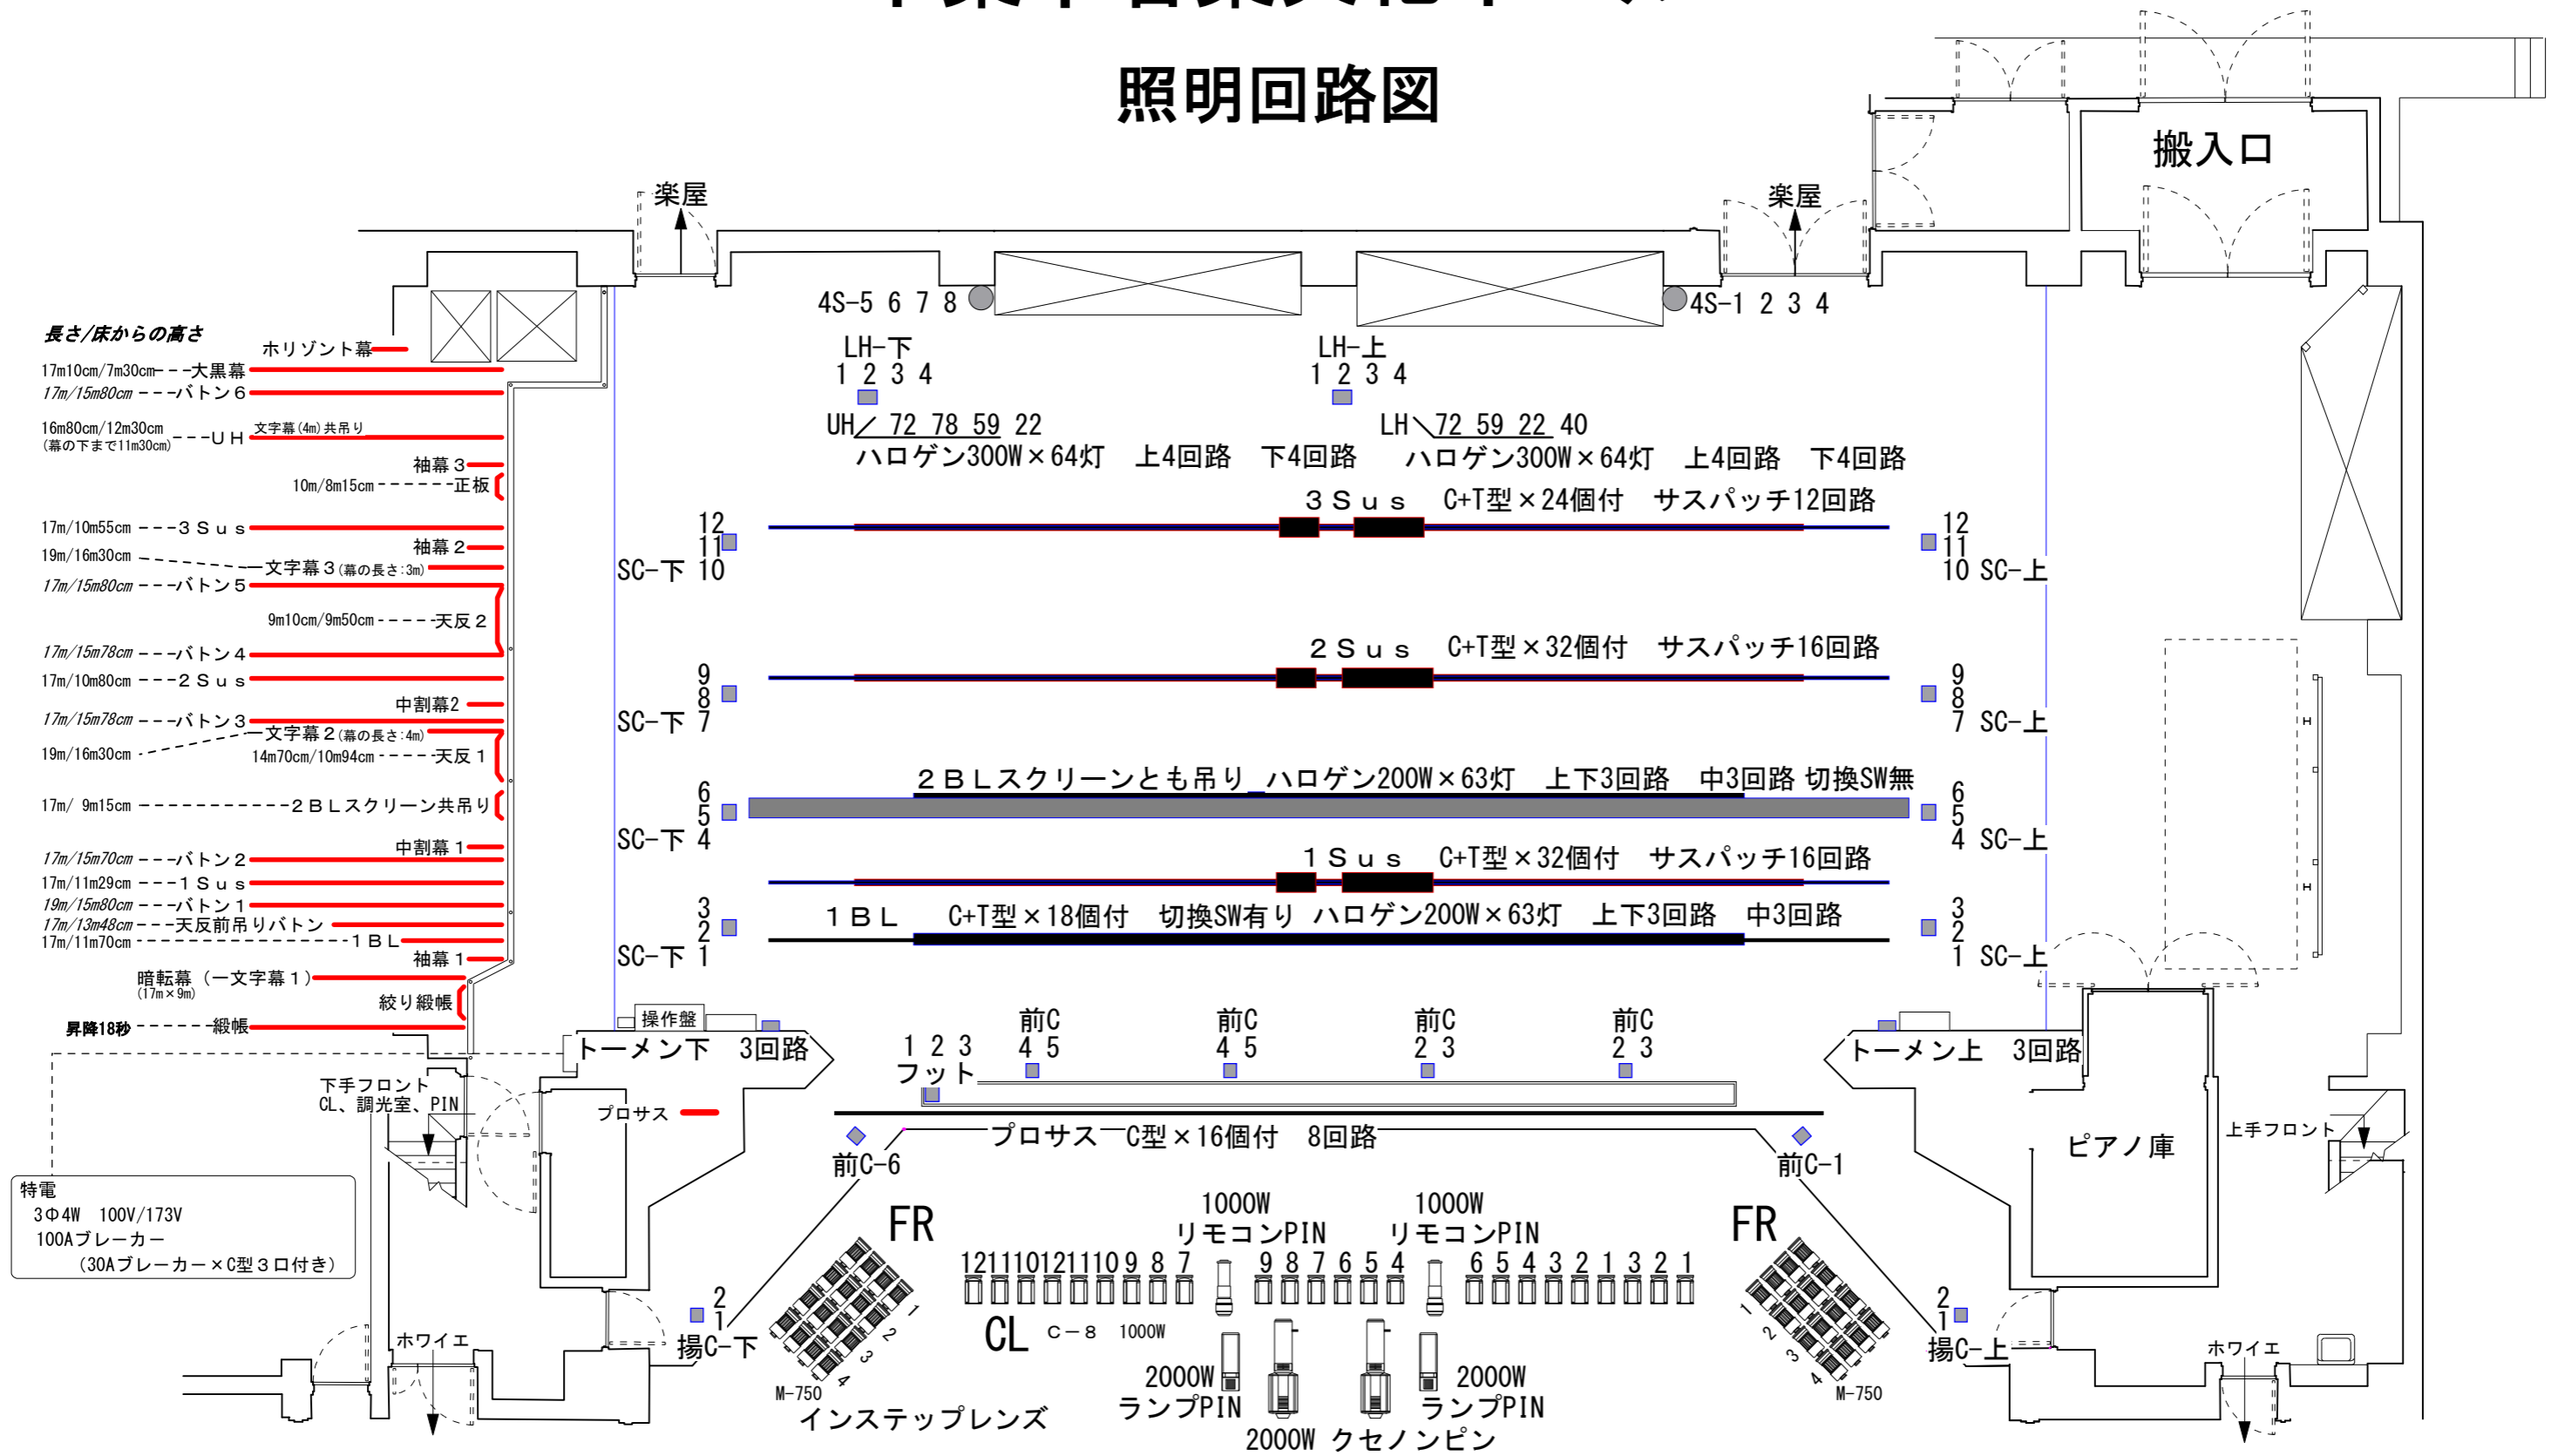 照明回路図
搬入口
楽屋
楽屋
4S-5 6 7 8
4S-1 2 3 4
長さ/床からの高さ
ホリゾント幕
17m10cm/7m30cm---大黒幕
17m/15m80cm---バトン6
16m80cm/12m30cm
(幕の下まで11m30cm)
---UH
文字幕(4m)共吊り
袖幕3
10m/8m15cm------正板
17m/10m55cm---3Sus
袖幕2
19m/16m30cm
一文字幕3(幕の長さ:3m)
17m/15m80cm---バトン5
9m10cm/9m50cm-----天反2
17m/15m78cm---バトン4
17m/10m80cm---2Sus
中割幕2
17m/15m78cm---バトン3
一文字幕2(幕の長さ:4m)
19m/16m30cm
14m70cm/10m94cm-----天反1
17m/ 9m15cm------------2BLスクリーン共吊り
中割幕1
17m/15m70cm---バトン2
17m/11m29cm---1Sus
19m/15m80cm---バトン1
17m/13m48cm---天反前吊りバトン
17m/11m70cm-----------------1BL
袖幕1
暗転幕(一文字幕1)
(17m×9m)
絞り緞帳
昇降18秒------緞帳
LH-下
1 2 3 4
LH-上
1 2 3 4
UH/ 72 78 59 22
LH\72 59 22 40
ハロゲン300W×64灯 上4回路 下4回路
ハロゲン300W×64灯 上4回路 下4回路
3Sus C+T型×24個付 サスパッチ12回路
12
11
SC-下 10
12
11
10 SC-上
2Sus C+T型×32個付 サスパッチ16回路
9
8
SC-下 7
9
8
7 SC-上
2BLスクリーンとも吊り ハロゲン200W×63灯 上下3回路 中3回路 切換SW無
6
5
SC-下 4
6
5
4 SC-上
1Sus C+T型×32個付 サスパッチ16回路
1BL C+T型×18個付 切換SW有り ハロゲン200W×63灯 上下3回路 中3回路
3
2
SC-下 1
3
2
1 SC-上
操作盤
トーメン下 3回路
トーメン上 3回路
1 2 3
フット
前C
4 5
前C
4 5
前C
2 3
前C
2 3
下手フロント
CL、調光室、PIN
プロサス
プロサス C型×16個付 8回路
前C-6
前C-1
ピアノ庫
上手フロント
特電
3Φ4W 100V/173V
100Aブレーカー
(30Aブレーカー×C型3口付き)
FR
1000W
リモコンPIN
1000W
リモコンPIN
FR
12 11 10 12 11 10 9 8 7
9 8 7 6 5 4
6 5 4 3 2 1 3 2 1
1
2
3
4
1
2
3
4
2
1
揚C-下
2
1
揚C-上
CL C-8 1000W
ホワイエ
ホワイエ
M-750
M-750
インステップレンズ
2000W
ランプPIN
2000W
ランプPIN
2000W クセノンピン
H
H